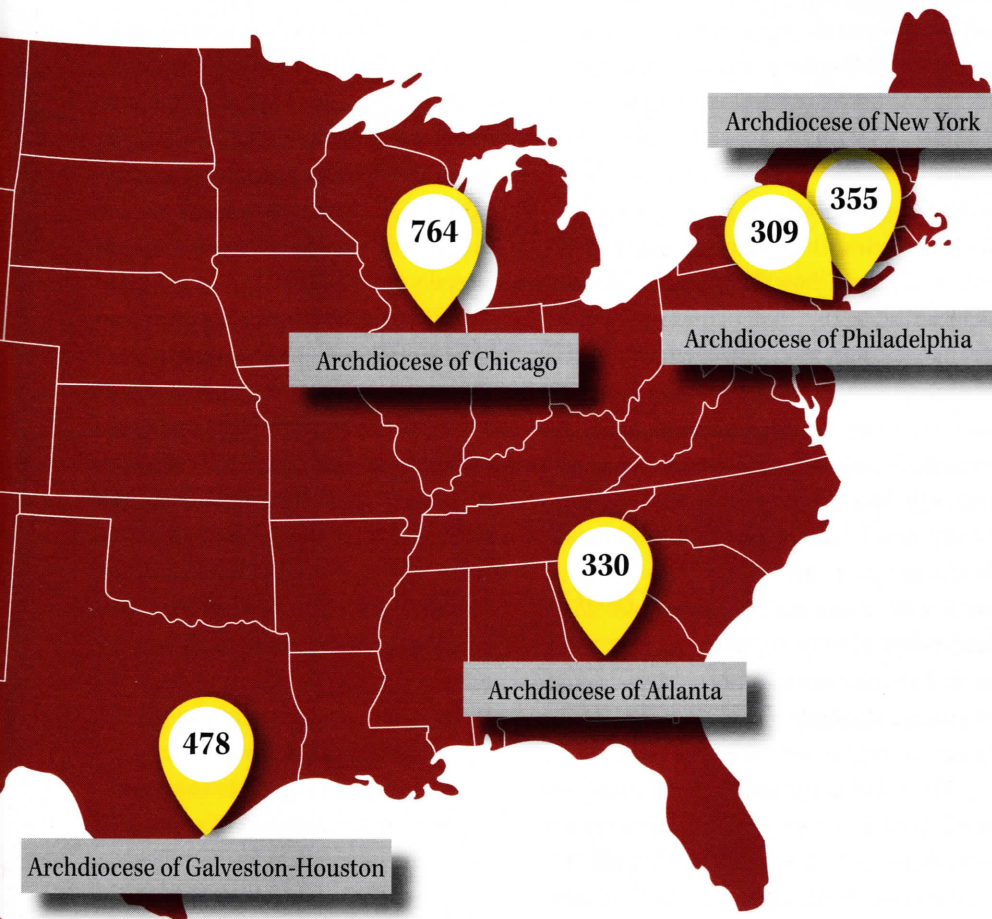 Archdiocese of New York
355
309
Archdiocese of Philadelphia
764
Archdiocese of Chicago
330
Archdiocese of Atlanta
478
Archdiocese of Galveston-Houston